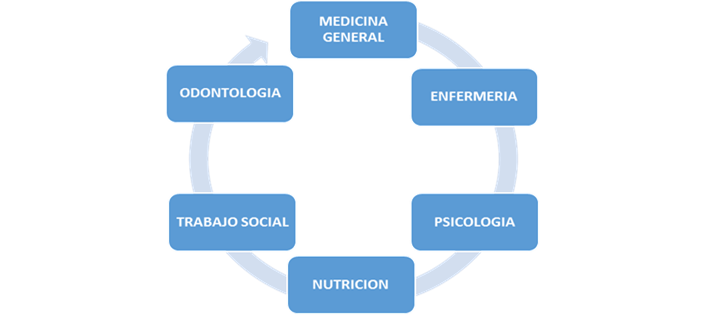 MEDICINA
GENERAL
ENFERMERIA
PSICOLOGIA
NUTRICION
TRABAJO SOCIAL
ODONTOLOGIA